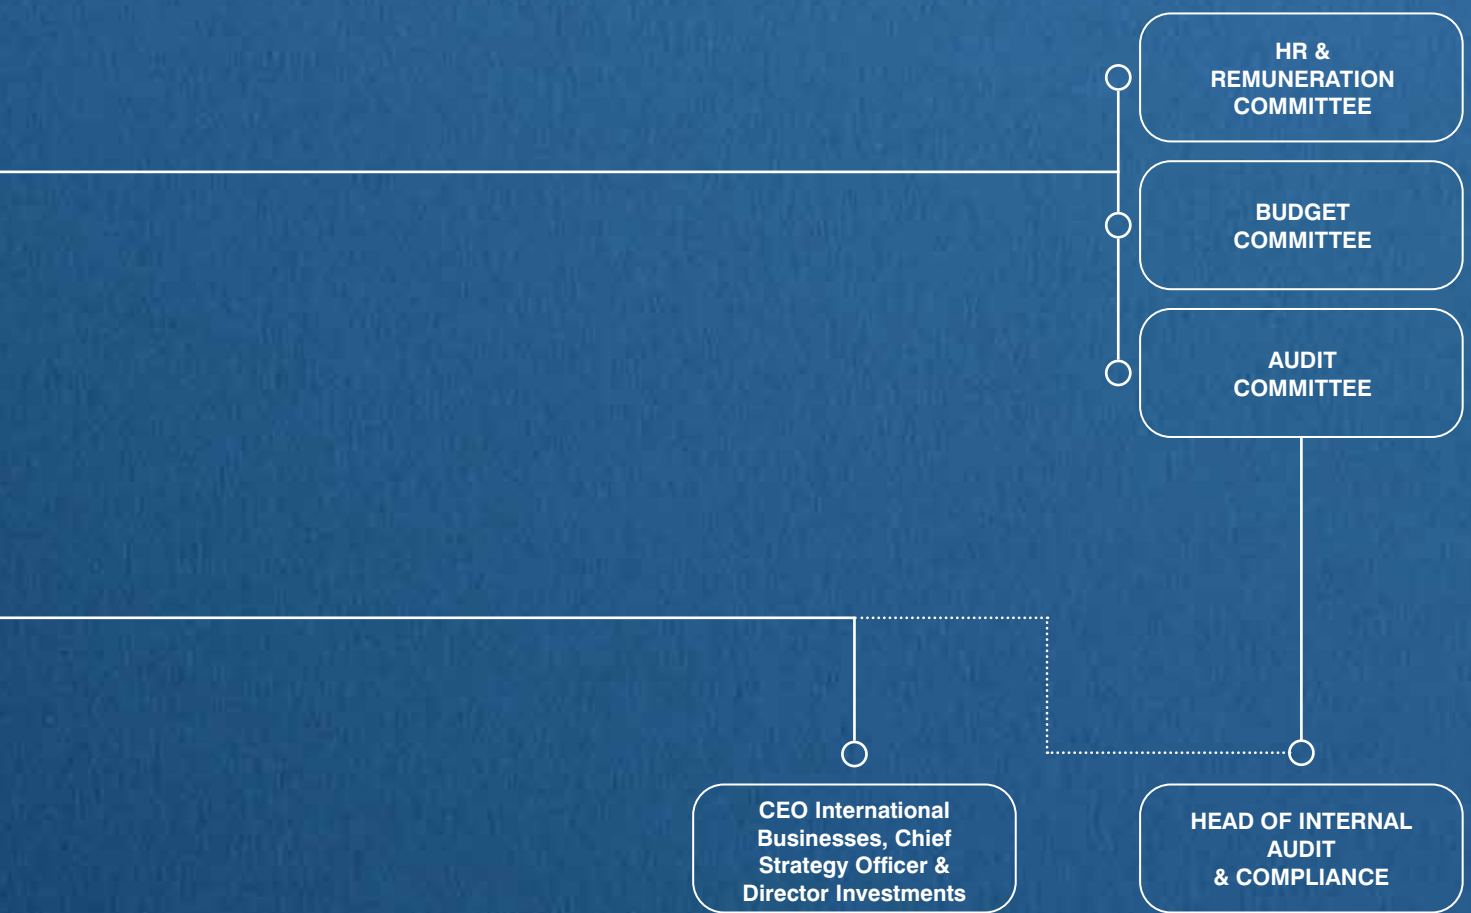 HR &
REMUNERATION
COMMITTEE
BUDGET
COMMITTEE
AUDIT
COMMITTEE
CEO International
Businesses, Chief
Strategy Officer &
Director Investments
HEAD OF INTERNAL
AUDIT
& COMPLIANCE